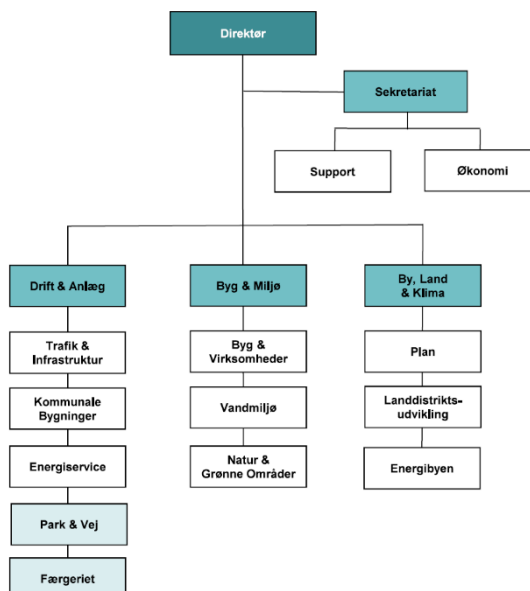 Direktør
Sekretariat
Support
Økonomi
Drift & Anlæg
Byg & Miljø
By, Land
& Klima
Trafik &
Infrastruktur
Kommunale
Bygninger
Energiservice
Park & Vej
Færgeriet
Byg &
Virksomheder
Vandmiljø
Natur &
Grønne Områder
Plan
Landdistrikts-
udvikling
Energibyen